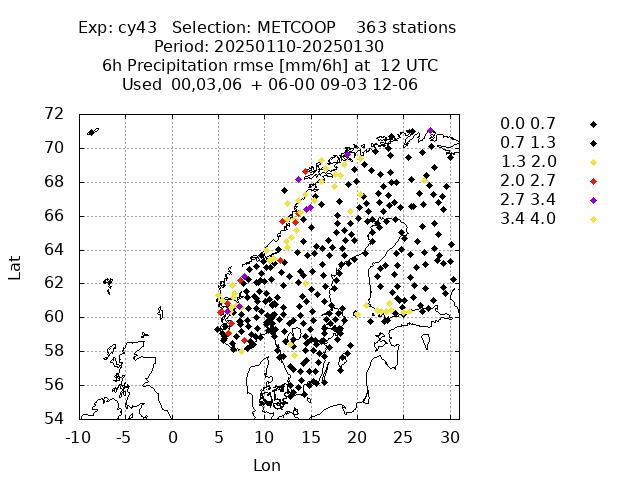 Exp: cy43 Selection: METCOOP 363 stations
Period: 20250110-20250130
6h Precipitation rmse [mm/6h] at 12 UTC
Used 00,03,06 + 06-00 09-03 12-06
72
70
68
66
64
62
60
58
56
54
Lat
-10 -5 0 5 10 15 20 25 30
Lon
0.0 0.7
0.7 1.3
1.3 2.0
2.0 2.7
2.7 3.4
3.4 4.0